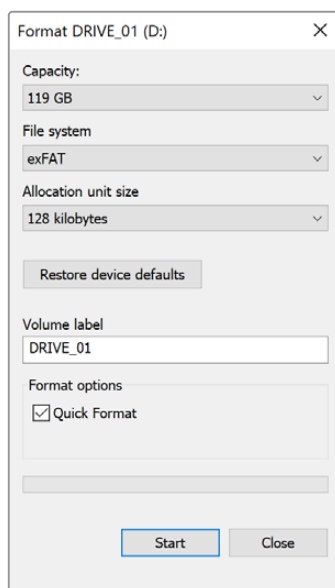 Format DRIVE_01 (D:)
Capacity:
119 GB
File system
exFAT
Allocation unit size
128 kilobytes
Restore device defaults
Volume label
DRIVE_01
Format options
Quick Format
Start Close